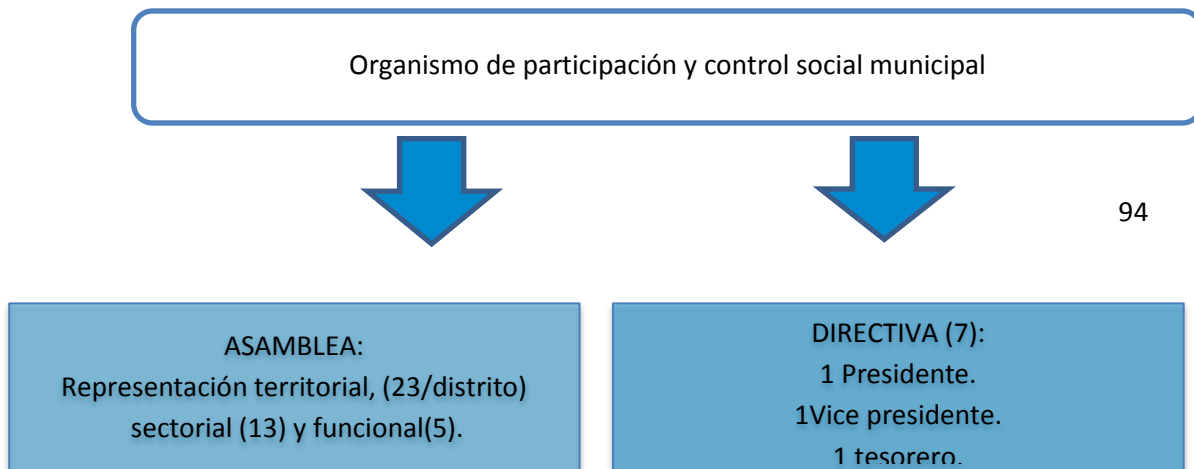 Organismo de participación y control social municipal
94
ASAMBLEA:
Representación territorial, (23/distrito)
sectorial (13) y funcional(5).
DIRECTIVA (7):
1 Presidente.
1Vice presidente.
1 tesorero.